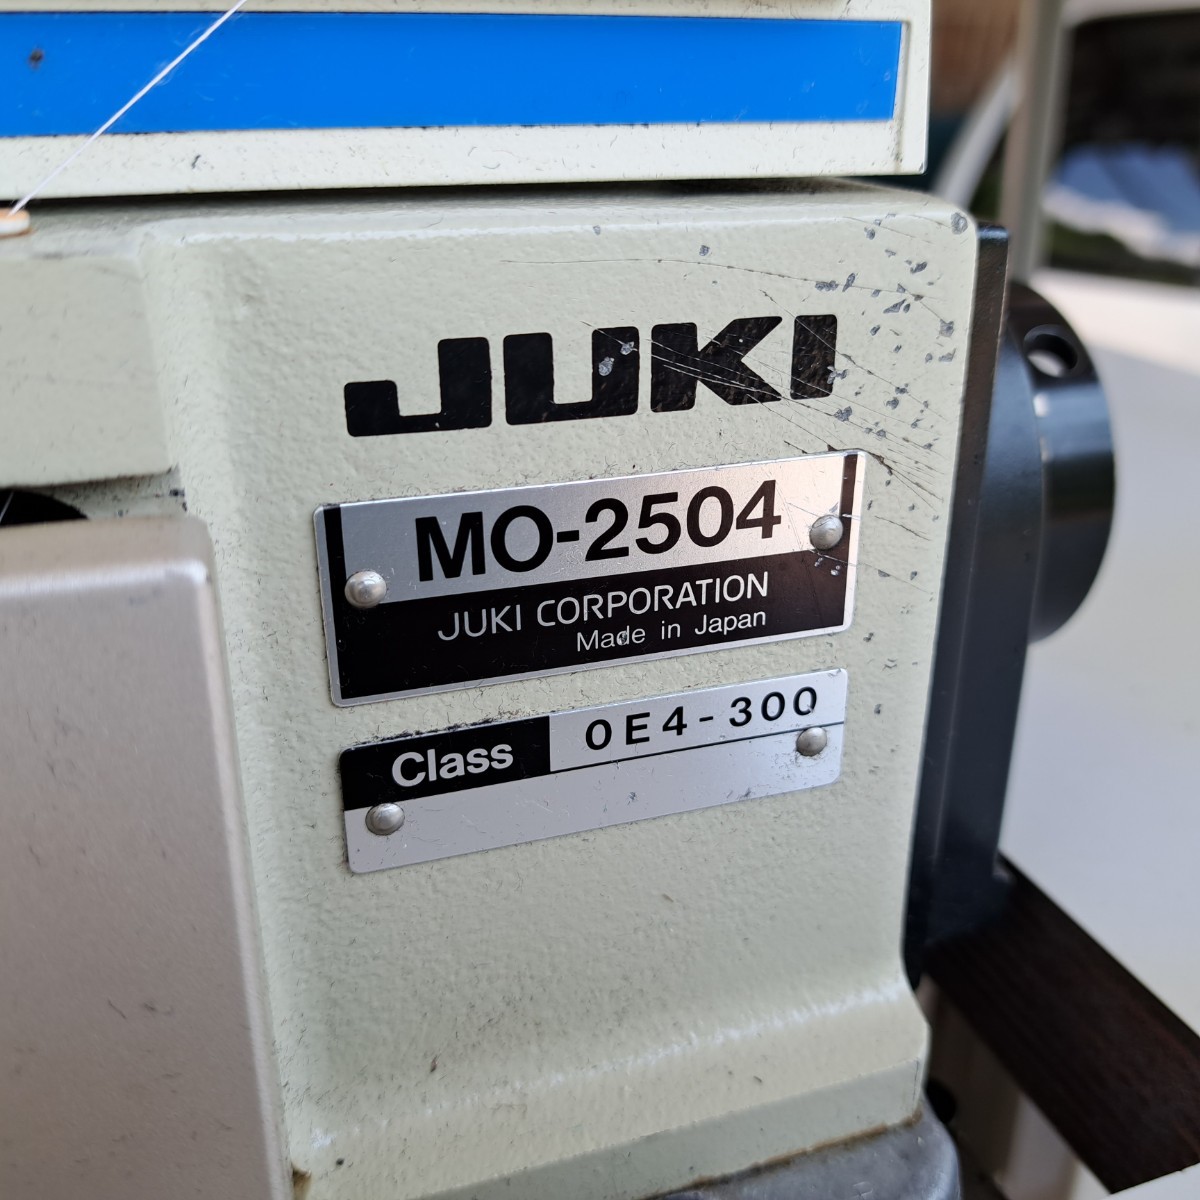 JUKI
MO-2504
JUKI CORPORATION
Made in Japan
Class 0E4-300